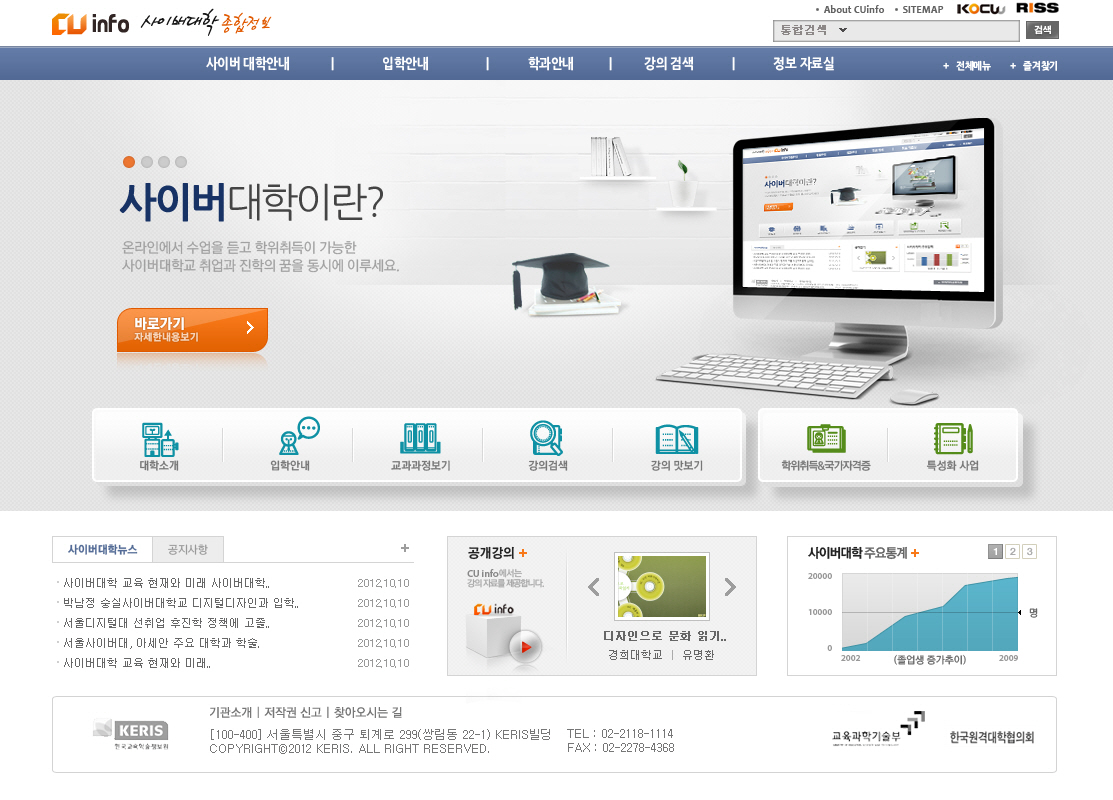 CU info 사이버대학 종합정보
• About CUinfo • SITEMAP KOCW RISS
통합검색 검색
사이버 대학안내 | 입학안내 | 학과안내 | 강의 검색 | 정보 자료실 + 전체메뉴 + 즐겨찾기
사이버대학이란?
온라인에서 수업을 듣고 학위취득이 가능한
사이버대학교 취업과 진학의 꿈을 동시에 이루세요.
바로가기
자세한내용보기
대학소개 입학안내 교과과정보기 강의검색 강의 맛보기 학위취득&국가자격증 특성화 사업
사이버대학뉴스 공지사항 +
· 사이버대학 교육 현재와 미래 사이버대학.. 2012.10.10
· 박남정 숭실사이버대학교 디지털디자인과 입학.. 2012.10.10
· 서울디지털대 선취업 후진학 정책에 고졸.. 2012.10.10
· 서울사이버대, 아세안 주요 대학과 학술. 2012.10.10
· 사이버대학 교육 현재와 미래.. 2012.10.10
공개강의 +
CU info에서는
강의 자료를 제공합니다.
CU info
디자인으로 문화 읽기..
경희대학교 | 유명환
사이버대학 주요통계 + 1 2 3
20000
10000 명
0
2002 (졸업생 증가추이) 2009
KERIS
한국교육학술정보원
기관소개 | 저작권 신고 | 찾아오시는 길
[100-400] 서울특별시 중구 퇴계로 299(쌍림동 22-1) KERIS빌딩 TEL : 02-2118-1114
COPYRIGHT©2012 KERIS. ALL RIGHT RESERVED. FAX : 02-2278-4368
교육과학기술부 한국원격대학협의회